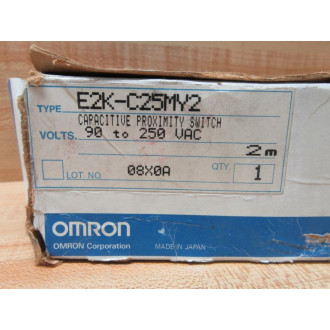 TYPE E2K-C25MY2
CAPACITIVE PROXIMITY SWITCH
VOLTS. 90 to 250 VAC
2m
LOT NO. 08X0A QTY. 1
OMRON
OMRON Corporation MADE IN JAPAN